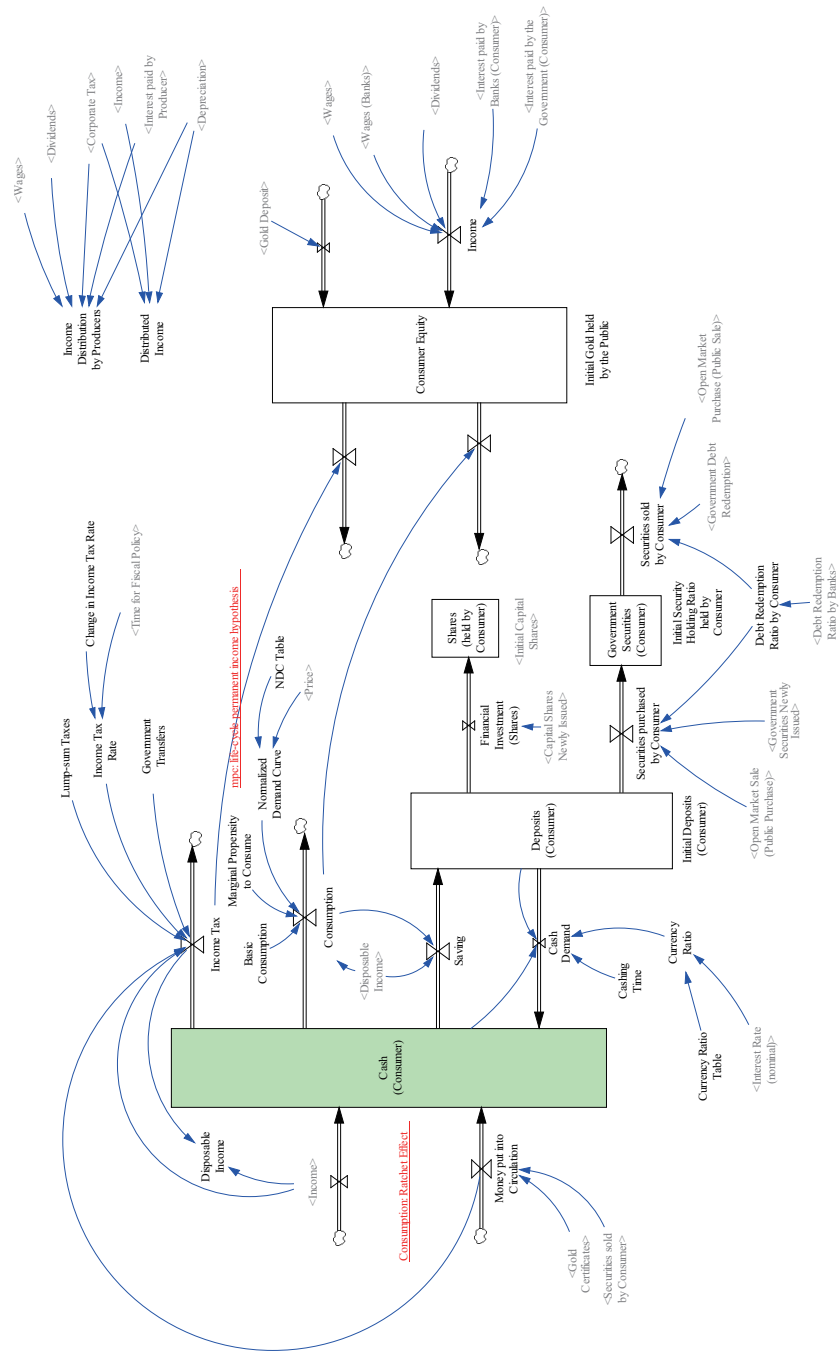 Lump-sum Taxes
Change in Income Tax Rate
Income Tax
Rate
<Time for Fiscal Policy>
Government
Transfers
<Wages>
<Dividends>
<Corporate Tax>
<Income>
<Interest paid by
Producer>
<Depreciation>
Income
Distribution
by Producers
Distributed
Income
Disposable
Income
Income Tax
mpc: life-cycle permanent income hypothesis
<Income>
Basic
Consumption
Marginal Propensity
to Consume
Normalized
Demand Curve
NDC Table
<Price>
Consumption
<Disposable
Income>
Cash
(Consumer)
Consumption: Ratchet Effect
Money put into
Circulation
<Gold
Certificates>
<Securities sold
by Consumer>
Saving
Cash
Demand
Cashing
Time
Currency
Ratio
Currency Ratio
Table
<Interest Rate
(nominal)>
Deposits
(Consumer)
Initial Deposits
(Consumer)
Financial
Investment
(Shares)
<Capital Shares
Newly Issued>
Shares
(held by
Consumer)
<Initial Capital
Shares>
Securities purchased
by Consumer
<Open Market Sale
(Public Purchase)>
<Government
Securities Newly
Issued>
Government
Securities
(Consumer)
Initial Security
Holding Ratio
held by
Consumer
Debt Redemption
Ratio by Consumer
<Debt Redemption
Ratio by Banks>
Securities sold
by Consumer
<Government Debt
Redemption>
<Open Market
Purchase (Public Sale)>
Consumer Equity
Initial Gold held
by the Public
<Gold Deposit>
Income
<Wages>
<Wages (Banks)>
<Dividends>
<Interest paid by
Banks (Consumer)>
<Interest paid by the
Government (Consumer)>